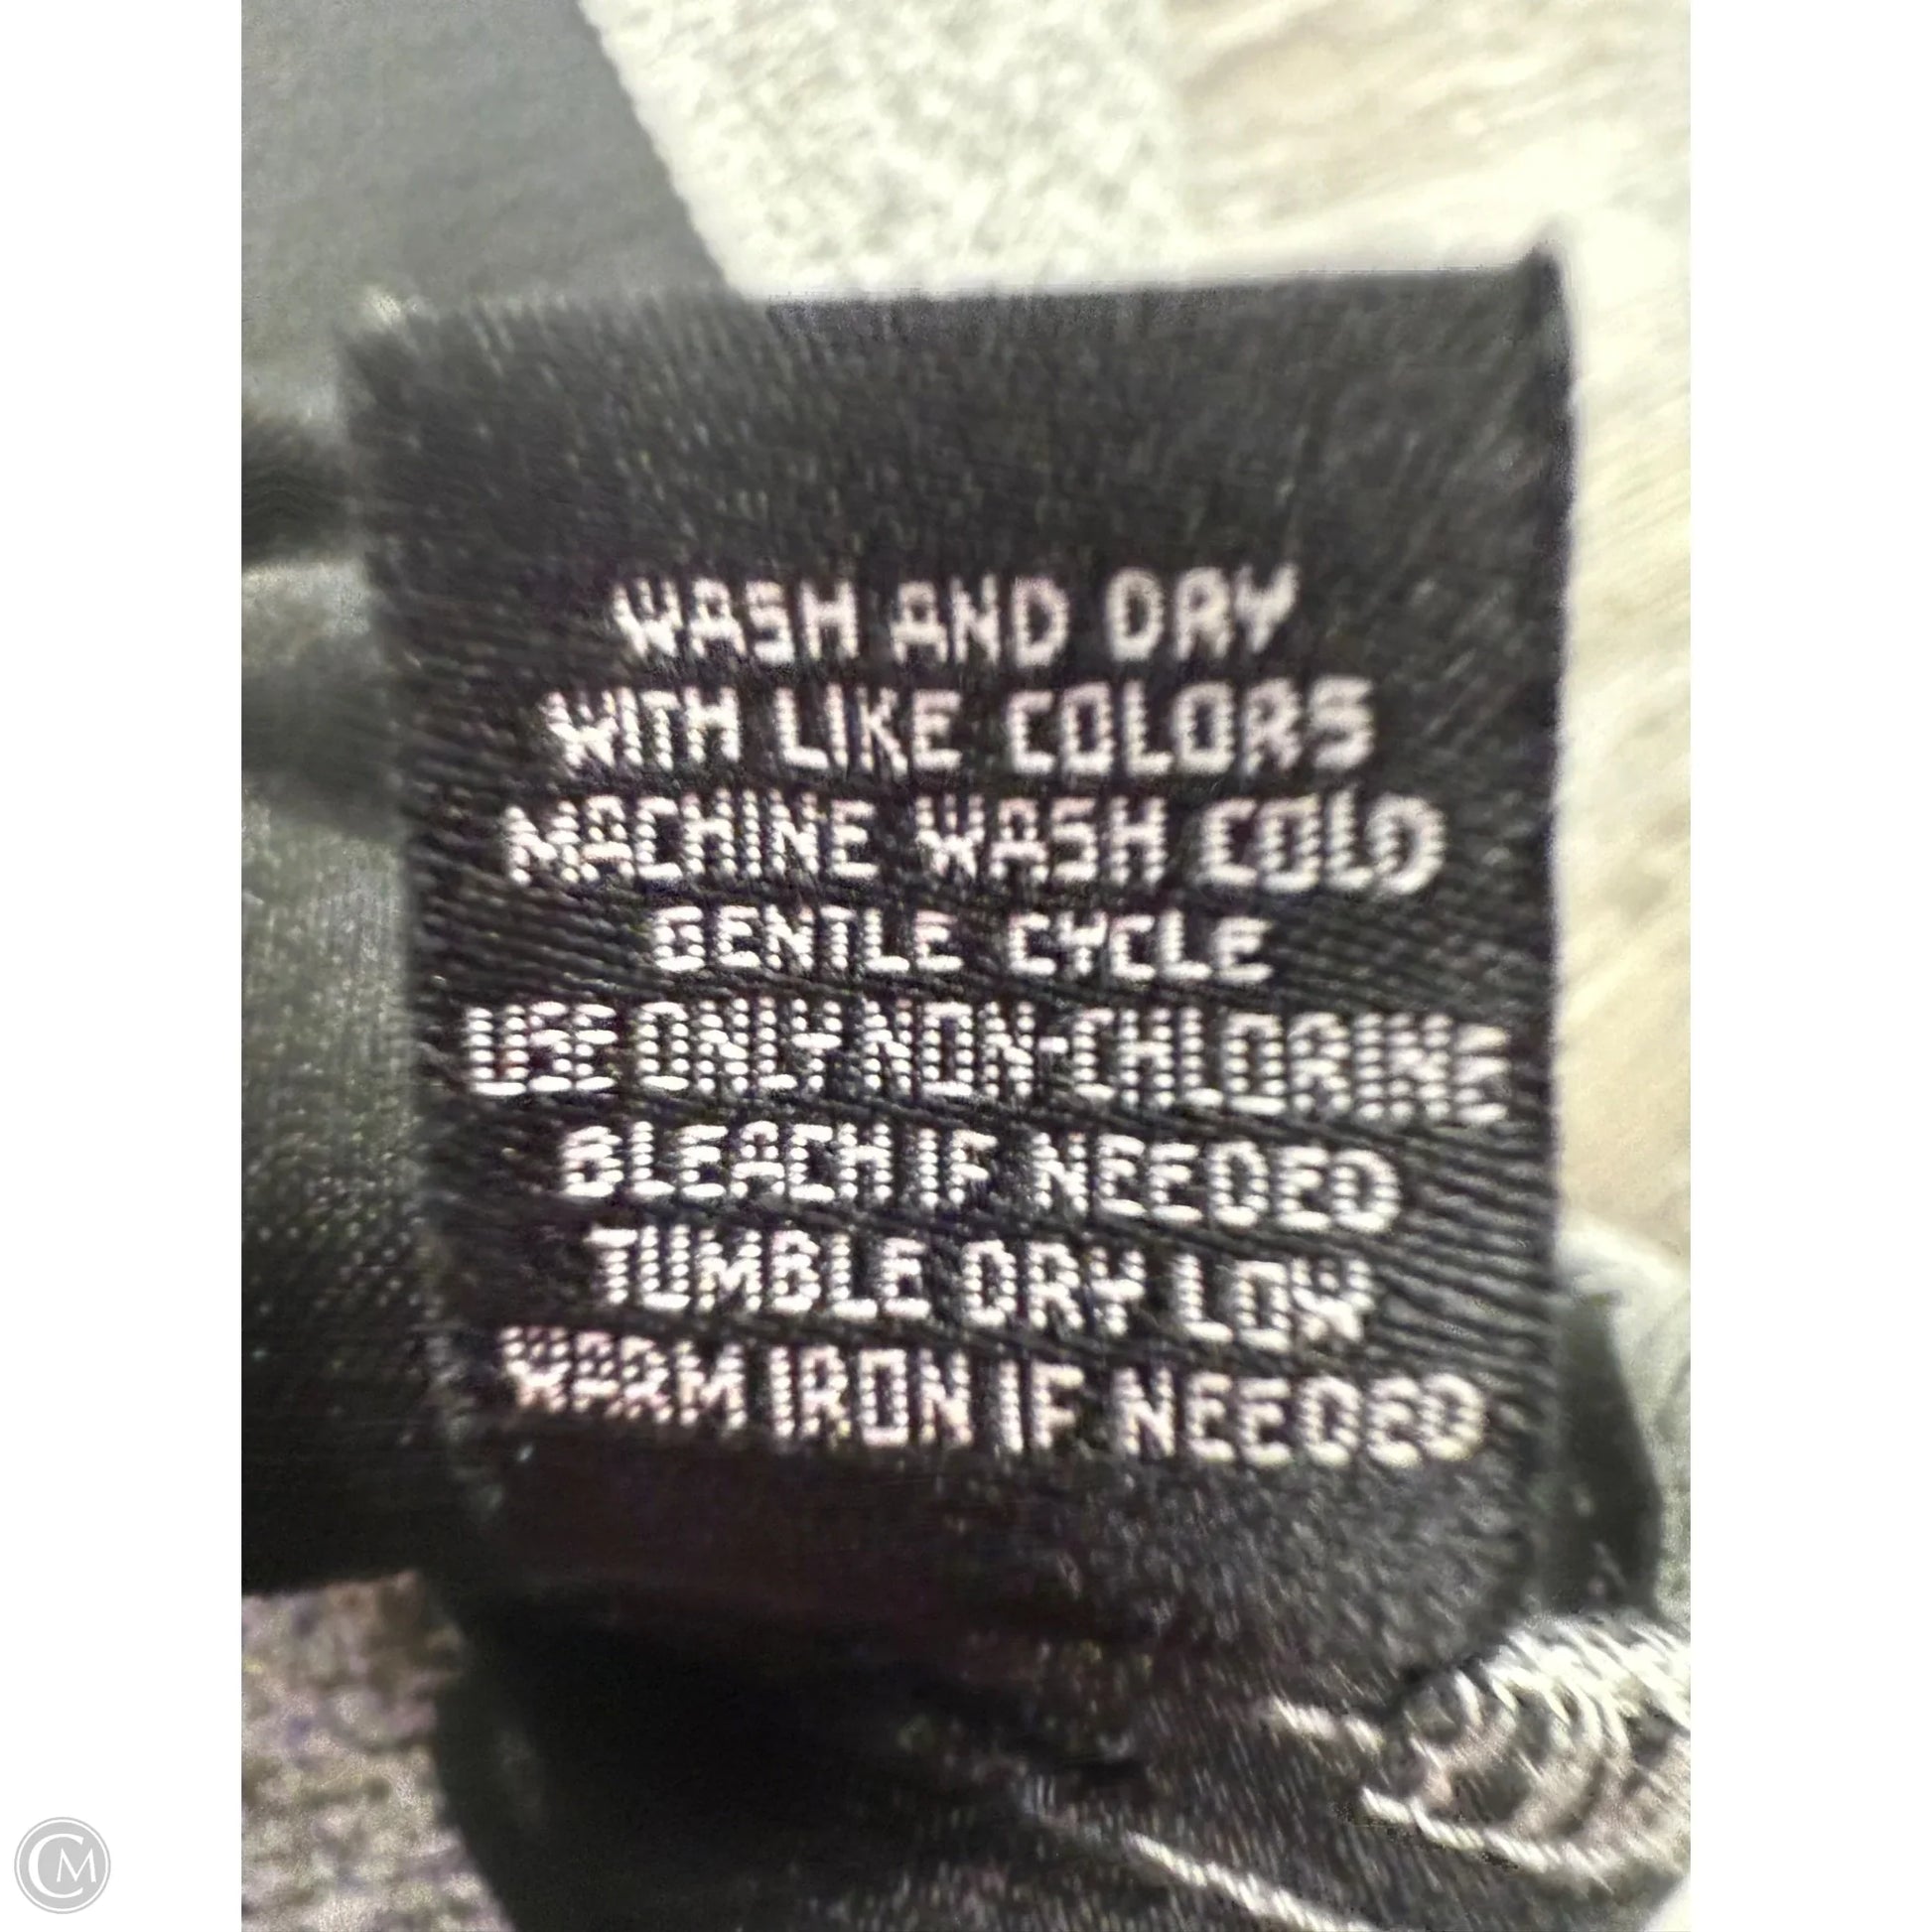 WASH AND DRY
WITH LIKE COLORS
MACHINE WASH COLD
GENTLE CYCLE
USE ONLY NON-CHLORINE
BLEACH IF NEEDED
TUMBLE DRY LOW
WARM IRON IF NEEDED
CM